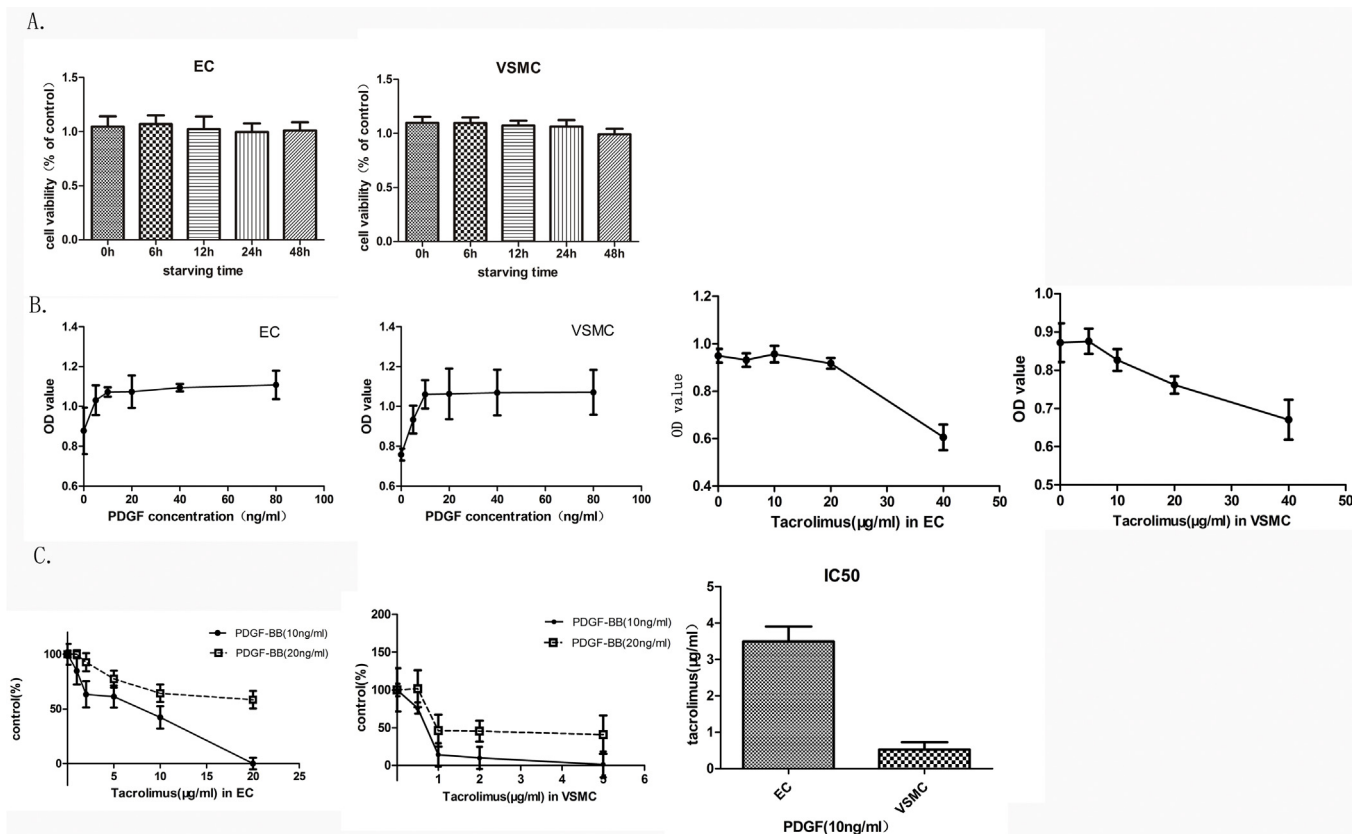 A.
EC
cell vaibility (% of control)
1.5
1.0
0.5
0.0
0h 6h 12h 24h 48h
starving time
VSMC
cell vaibility (% of control)
1.5
1.0
0.5
0.0
0h 6h 12h 24h 48h
starving time
B.
EC
OD value
1.4
1.2
1.0
0.8
0.6
0 20 40 60 80 100
PDGF concentration (ng/ml)
VSMC
OD value
1.4
1.2
1.0
0.8
0.6
0 20 40 60 80 100
PDGF concentration (ng/ml)
OD value
1.2
1.0
0.8
0.6
0.4
0 10 20 30 40 50
Tacrolimus(μg/ml) in EC
OD value
1.0
0.9
0.8
0.7
0.6
0.5
0 10 20 30 40 50
Tacrolimus(μg/ml) in VSMC
C.
PDGF-BB(10ng/ml)
PDGF-BB(20ng/ml)
control(%)
100
50
0
5 10 15 20 25
Tacrolimus(μg/ml) in EC
PDGF-BB(10ng/ml)
PDGF-BB(20ng/ml)
control(%)
200
150
100
50
0
1 2 3 4 5 6
Tacrolimus(μg/ml) in VSMC
IC50
tacrolimus(μg/ml)
5
4
3
2
1
0
EC VSMC
PDGF(10ng/ml)